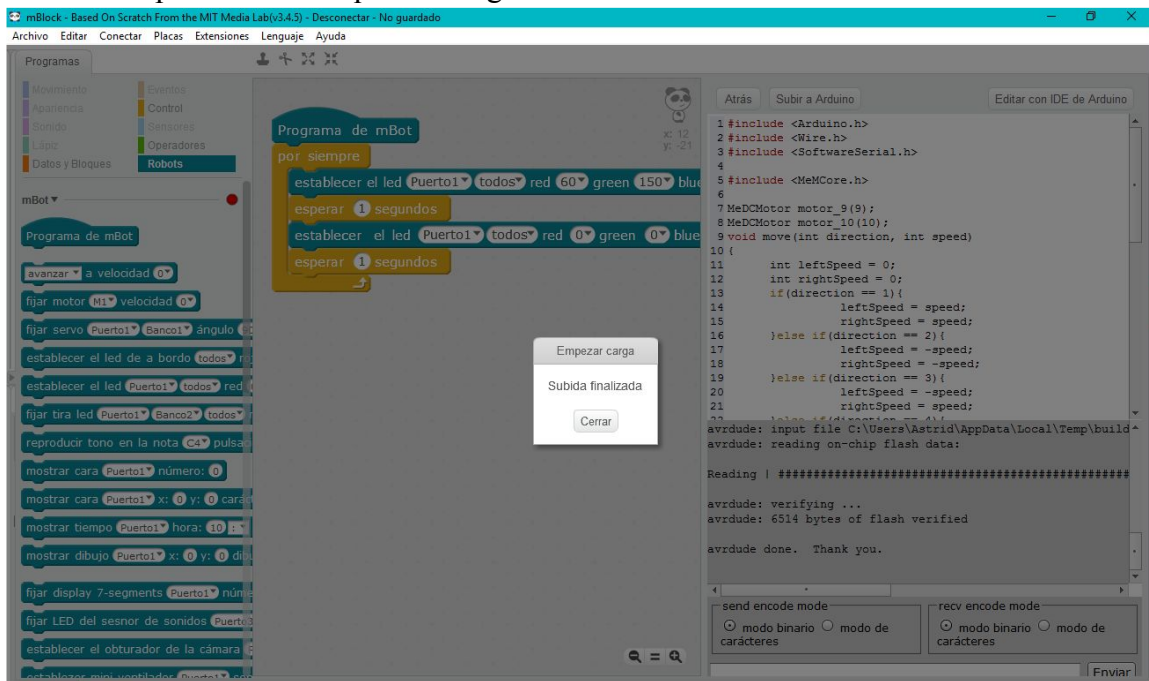 mBlock - Based On Scratch From the MIT Media Lab(v3.4.5) - Desconectar - No guardado
Archivo Editar Conectar Placas Extensiones Lenguaje Ayuda
Programas
Movimiento Eventos
Apariencia Control
Sonido Sensores
Lápiz Operadores
Datos y Bloques Robots
mBot
Programa de mBot
avanzar a velocidad 0
fijar motor M1 velocidad 0
fijar servo Puerto1 Banco1 ángulo
establecer el led de a bordo todos
establecer el led Puerto1 todos red
fijar tira led Puerto1 Banco2 todos
reproducir tono en la nota C4 pulsa
mostrar cara Puerto1 número: 0
mostrar cara Puerto1 x: 0 y: 0 cará
mostrar tiempo Puerto1 hora: 10 :
mostrar dibujo Puerto1 x: 0 y: 0 dib
fijar display 7-segments Puerto1 núm
fijar LED del sesnor de sonidos Puerto3
establecer el obturador de la cámara
establecer mini ventilador Puerto1
Programa de mBot
por siempre
establecer el led Puerto1 todos red 60 green 150 blue
esperar 1 segundos
establecer el led Puerto1 todos red 0 green 0 blue
esperar 1 segundos
x: 12
y: -21
Empezar carga
Subida finalizada
Cerrar
Atrás Subir a Arduino Editar con IDE de Arduino
1 #include <Arduino.h>
2 #include <Wire.h>
3 #include <SoftwareSerial.h>
4
5 #include <MeMCore.h>
6
7 MeDCMotor motor_9(9);
8 MeDCMotor motor_10(10);
9 void move(int direction, int speed)
10 {
11 int leftSpeed = 0;
12 int rightSpeed = 0;
13 if(direction == 1){
14 leftSpeed = speed;
15 rightSpeed = speed;
16 }else if(direction == 2){
17 leftSpeed = -speed;
18 rightSpeed = -speed;
19 }else if(direction == 3){
20 leftSpeed = -speed;
21 rightSpeed = speed;
22 }else if(direction == 4){
avrdude: input file C:\Users\Astrid\AppData\Local\Temp\build
avrdude: reading on-chip flash data:
Reading | ##################################################
avrdude: verifying ...
avrdude: 6514 bytes of flash verified
avrdude done. Thank you.
send encode mode recv encode mode
modo binario modo de carácteres modo binario modo de carácteres
Enviar